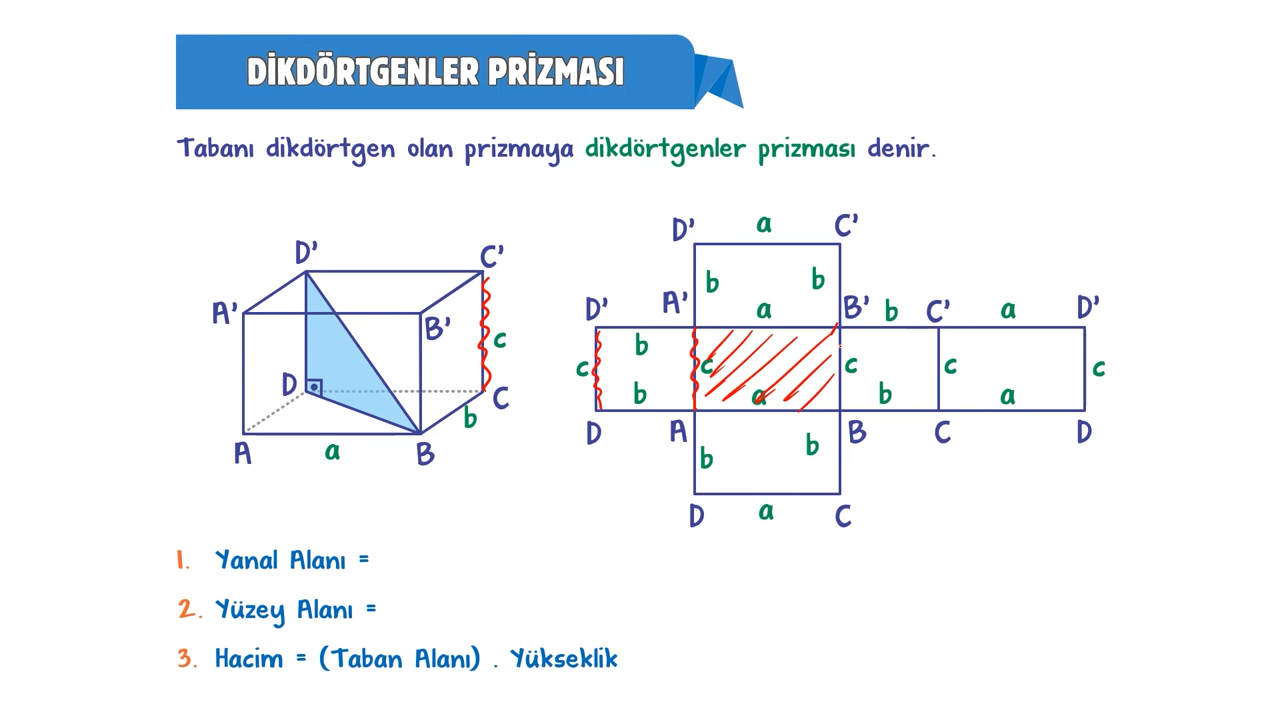 DİKDÖRTGENLER PRİZMASI
Tabanı dikdörtgen olan prizmaya dikdörtgenler prizması denir.
D' C'
A' B'
c
D C
b
A a B
D' a C'
b b
D' A' a B' b C' a D'
b
c c c c c
b a b a
D A B C D
b b
D a C
1. Yanal Alanı =
2. Yüzey Alanı =
3. Hacim = (Taban Alanı) . Yükseklik